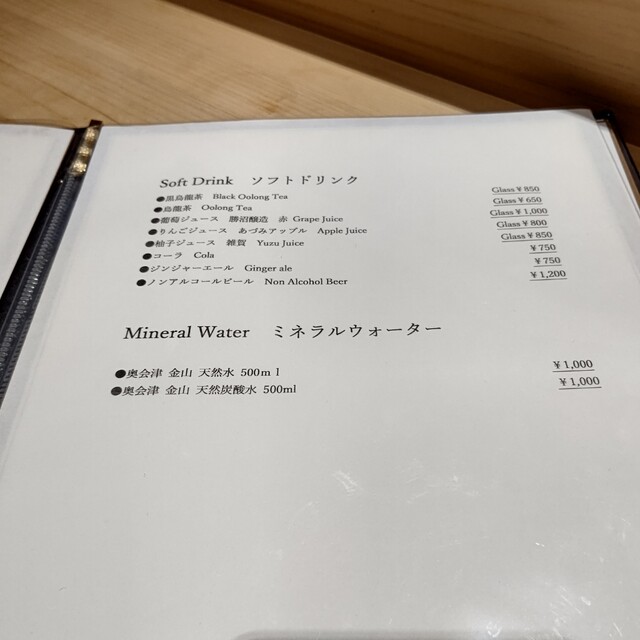 Soft Drink ソフトドリンク
●黒烏龍茶 Black Oolong Tea Glass¥850
●烏龍茶 Oolong Tea Glass¥650
●葡萄ジュース 勝沼醸造 赤 Grape Juice Glass¥1,000
●りんごジュース あづみアップル Apple Juice Glass¥800
●柚子ジュース 雑賀 Yuzu Juice Glass¥850
●コーラ Cola ¥750
●ジンジャーエール Ginger ale ¥750
●ノンアルコールビール Non Alcohol Beer ¥1,200
Mineral Water ミネラルウォーター
●奥会津 金山 天然水 500ml ¥1,000
●奥会津 金山 天然炭酸水 500ml ¥1,000